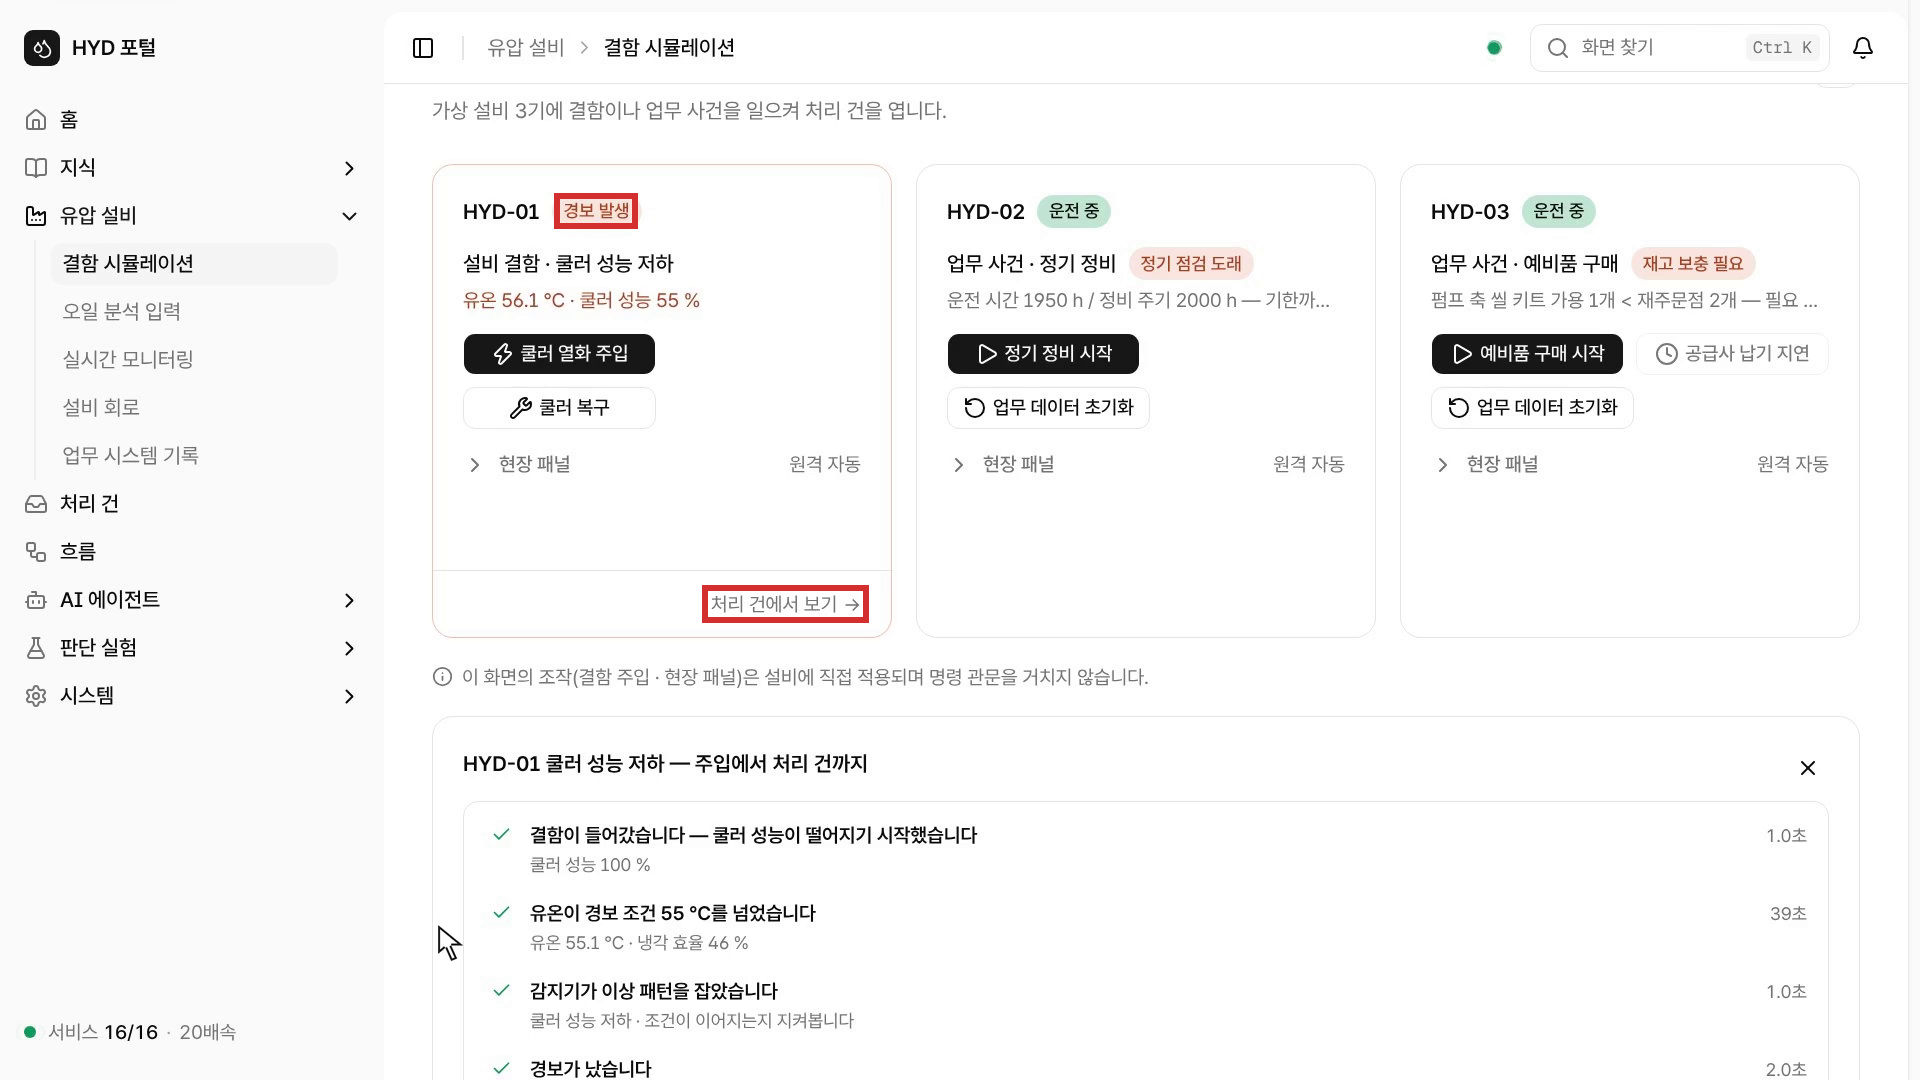 HYD 포털
홈
지식
유압 설비
결함 시뮬레이션
오일 분석 입력
실시간 모니터링
설비 회로
업무 시스템 기록
처리 건
흐름
AI 에이전트
판단 실험
시스템
서비스 16/16 · 20배속
유압 설비 > 결함 시뮬레이션
화면 찾기 Ctrl K
가상 설비 3기에 결함이나 업무 사건을 일으켜 처리 건을 엽니다.
HYD-01 경보 발생
설비 결함 · 쿨러 성능 저하
유온 56.1 °C · 쿨러 성능 55 %
쿨러 열화 주입
쿨러 복구
현장 패널 원격 자동
처리 건에서 보기 →
HYD-02 운전 중
업무 사건 · 정기 정비 정기 점검 도래
운전 시간 1950 h / 정비 주기 2000 h — 기한까...
정기 정비 시작
업무 데이터 초기화
현장 패널 원격 자동
HYD-03 운전 중
업무 사건 · 예비품 구매 재고 보충 필요
펌프 축 씰 키트 가용 1개 < 재주문점 2개 — 필요 ...
예비품 구매 시작 공급사 납기 지연
업무 데이터 초기화
현장 패널 원격 자동
이 화면의 조작(결함 주입 · 현장 패널)은 설비에 직접 적용되며 명령 관문을 거치지 않습니다.
HYD-01 쿨러 성능 저하 — 주입에서 처리 건까지
결함이 들어갔습니다 — 쿨러 성능이 떨어지기 시작했습니다 1.0초
쿨러 성능 100 %
유온이 경보 조건 55 °C를 넘었습니다 39초
유온 55.1 °C · 냉각 효율 46 %
감지기가 이상 패턴을 잡았습니다 1.0초
쿨러 성능 저하 · 조건이 이어지는지 지켜봅니다
경보가 났습니다 2.0초